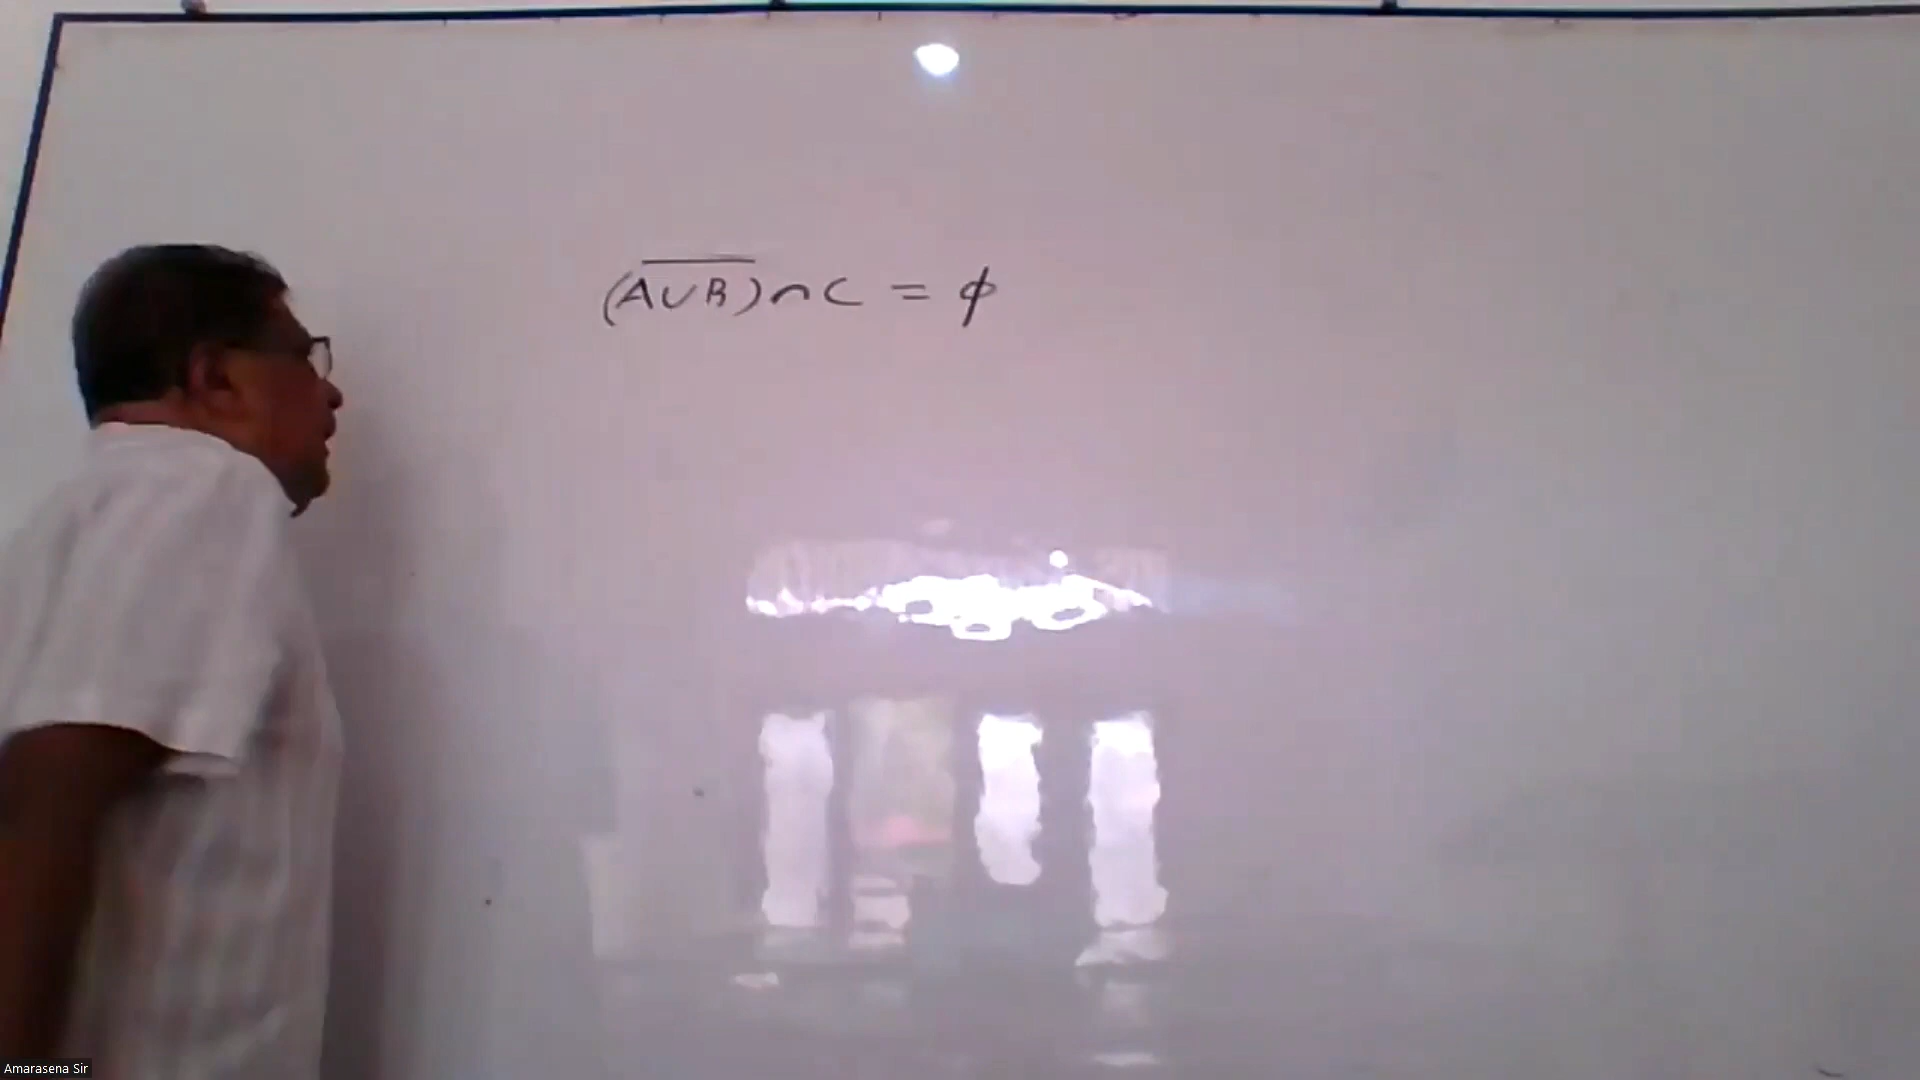 (A̅∪̅B̅)∩C = ϕ
Amarasena Sir